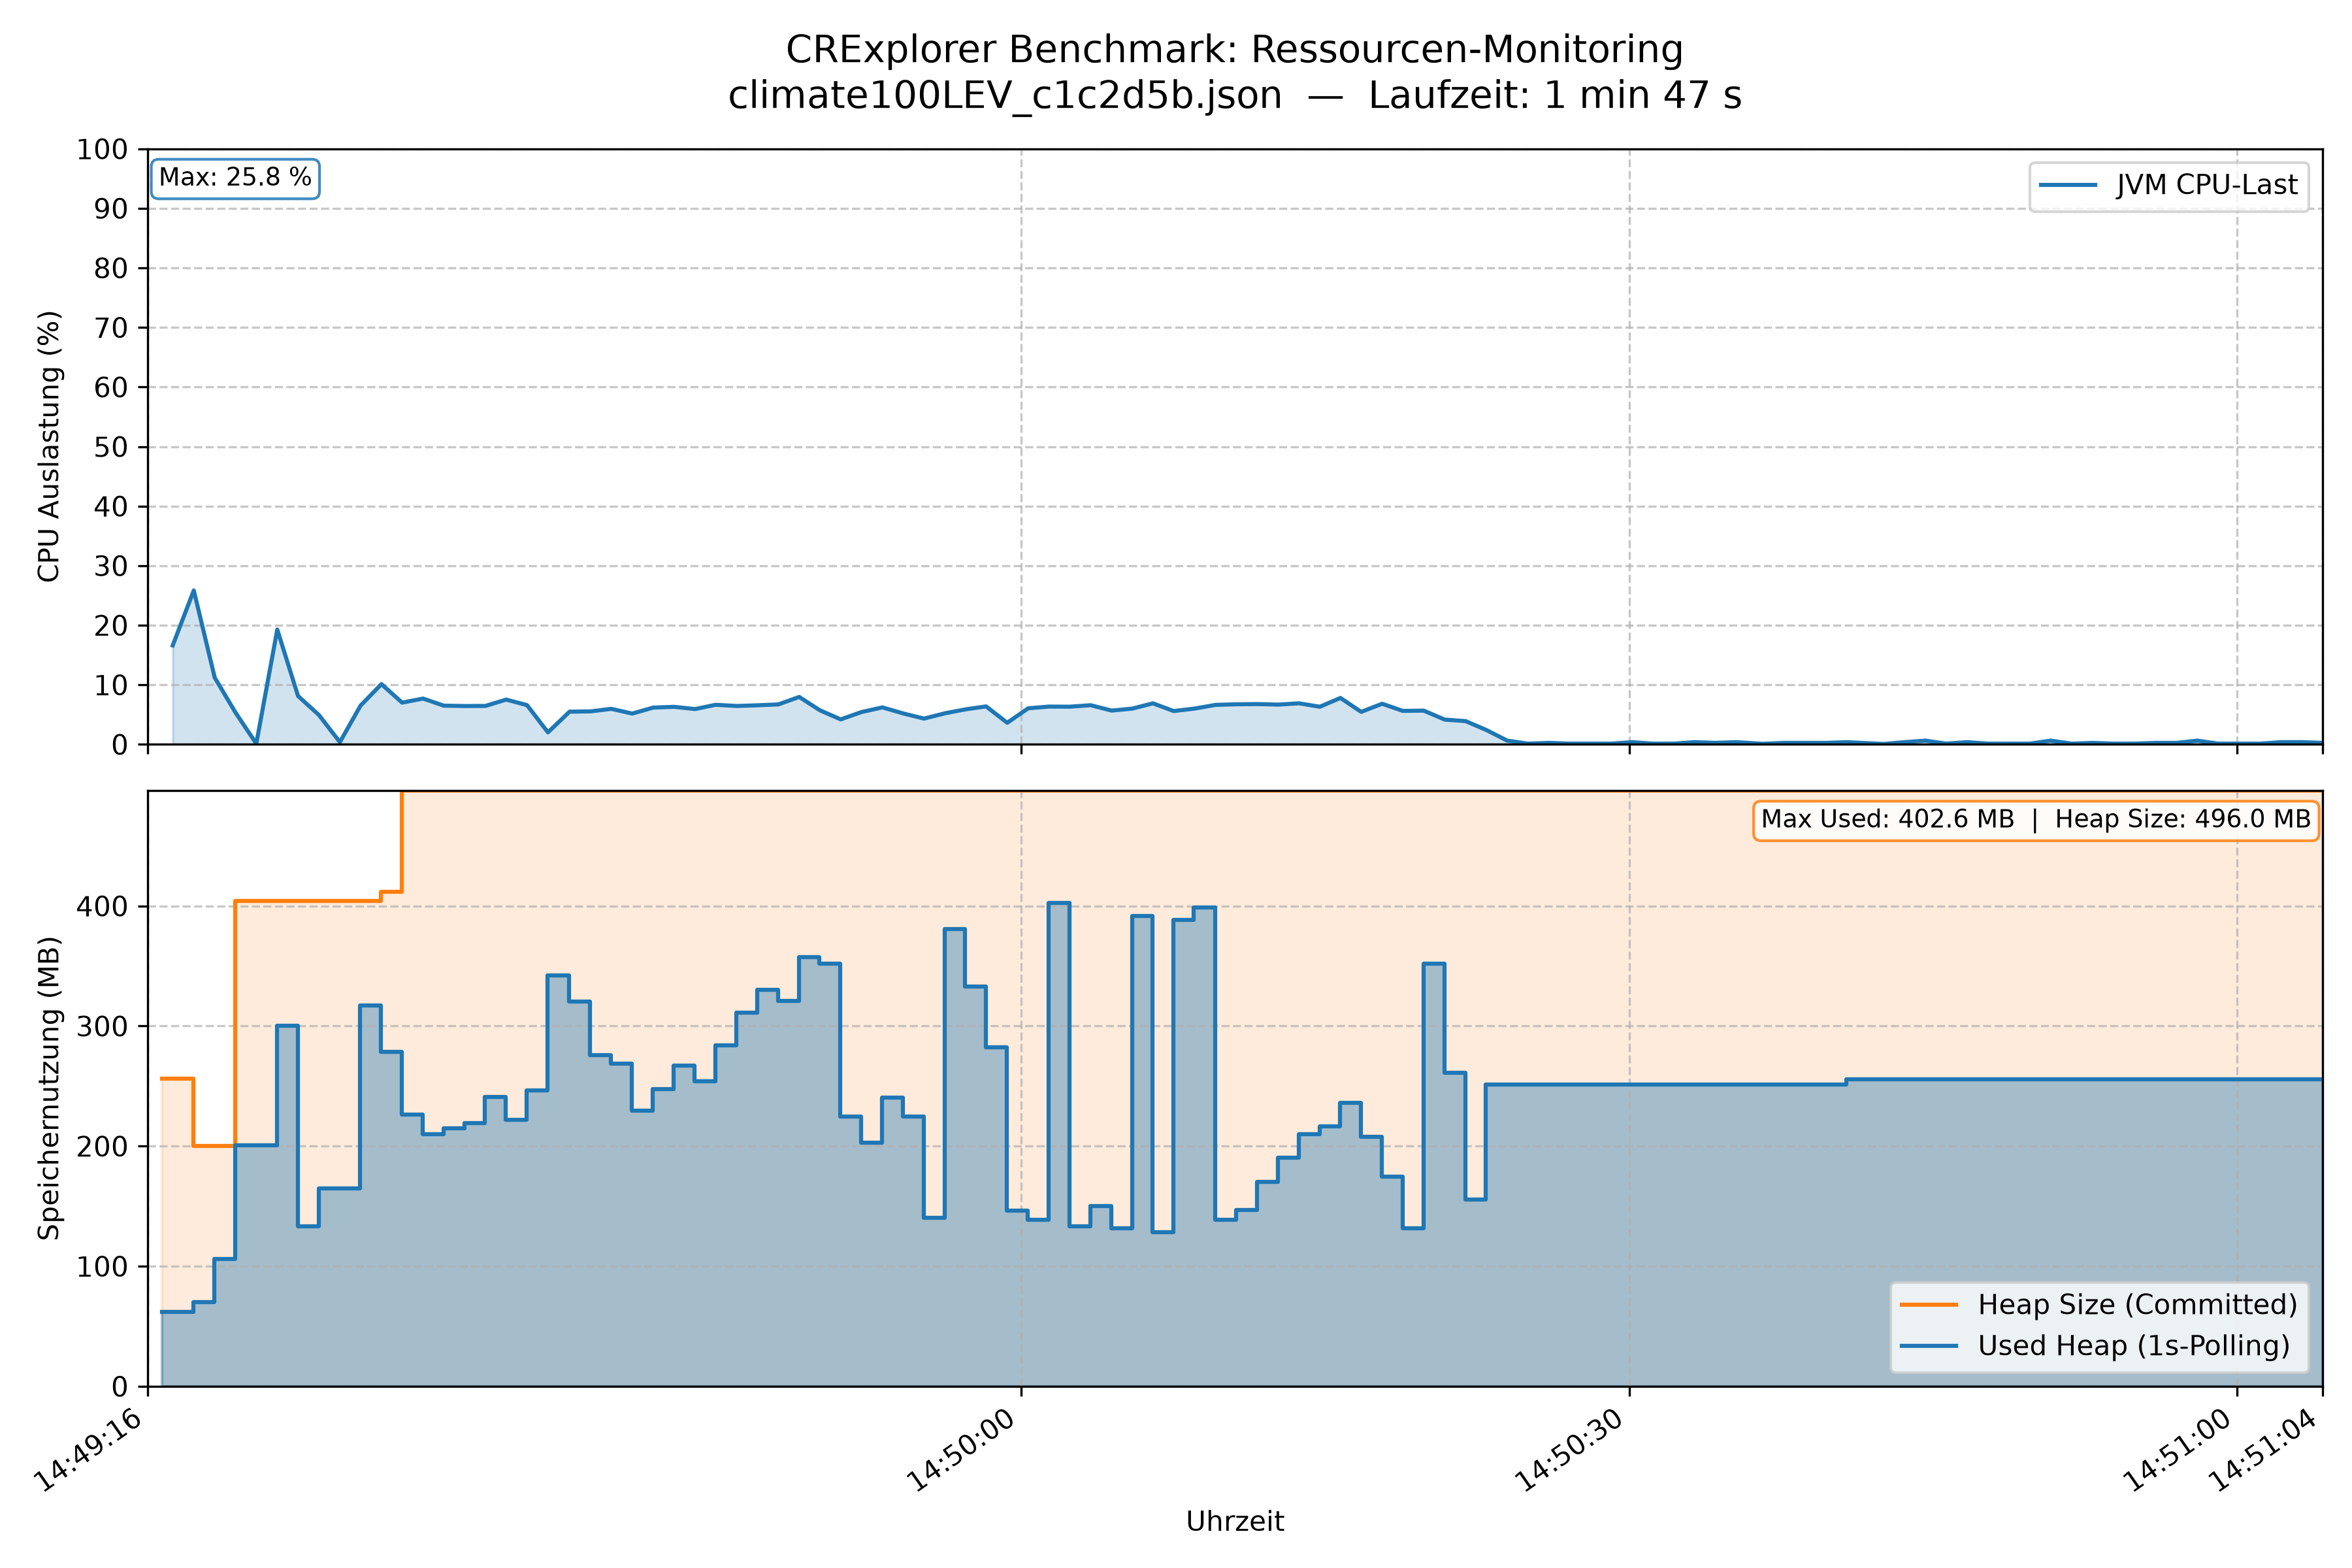 CRExplorer Benchmark: Ressourcen-Monitoring
climate100LEV_c1c2d5b.json — Laufzeit: 1 min 47 s
Max: 25.8 %
JVM CPU-Last
CPU Auslastung (%)
100
90
80
70
60
50
40
30
20
10
0
Max Used: 402.6 MB | Heap Size: 496.0 MB
Speichernutzung (MB)
400
300
200
100
0
Heap Size (Committed)
Used Heap (1s-Polling)
14:49:16
14:50:00
14:50:30
14:51:00
14:51:04
Uhrzeit